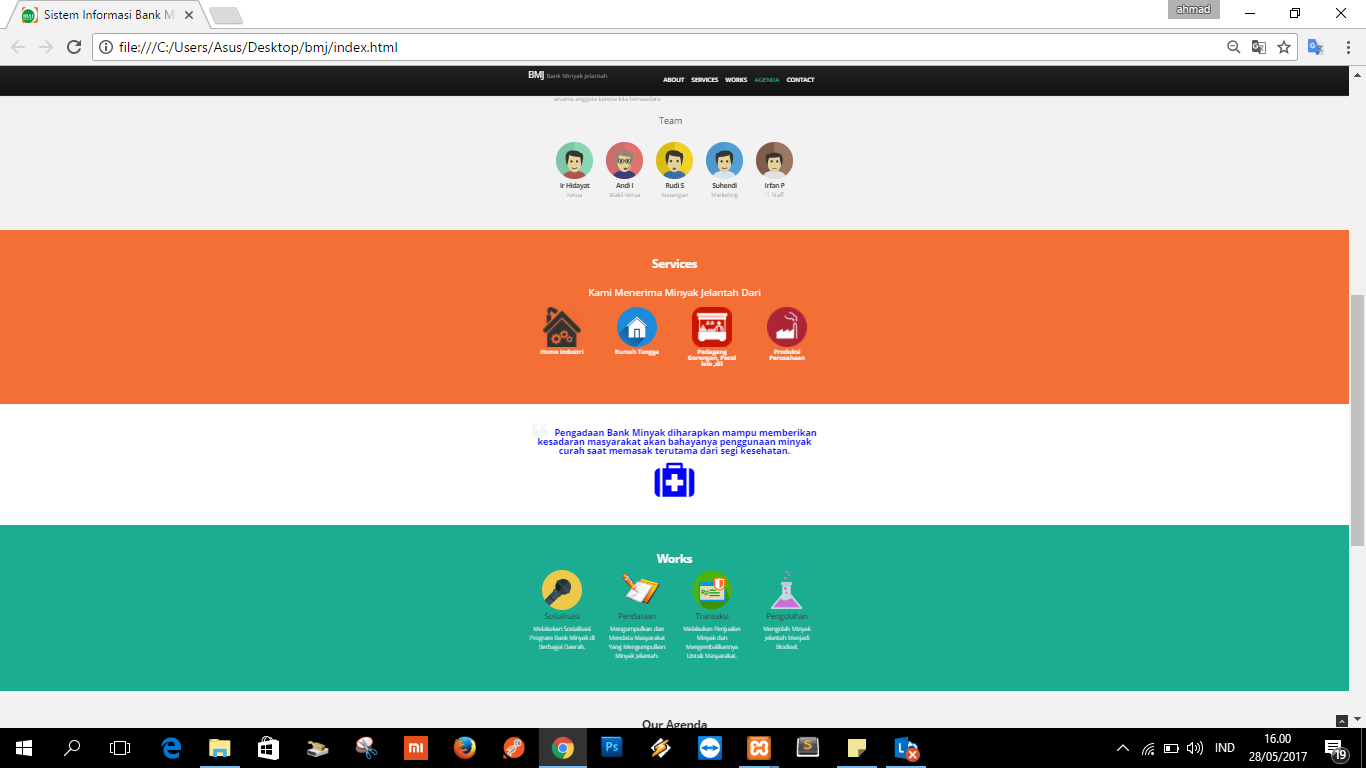 Sistem Informasi Bank M
ahmad
file:///C:/Users/Asus/Desktop/bmj/index.html
BMJ Bank Minyak Jelantah
ABOUT SERVICES WORKS AGENDA CONTACT
sesama anggota karena kita bersaudara
Team
Ir Hidayat Andi I Rudi S Suhendi Irfan P
Ketua Wakil Ketua Keuangan Marketing IT Staff
Services
Kami Menerima Minyak Jelantah Dari
Home Industri
Rumah Tangga
Pedagang
Gorengan, Pecel
lele ,dll
Produksi
Perusahaan
Pengadaan Bank Minyak diharapkan mampu memberikan
kesadaran masyarakat akan bahayanya penggunaan minyak
curah saat memasak terutama dari segi kesehatan.
Works
Sosialisasi
Melakukan Sosialisasi
Program Bank Minyak di
Berbagai Daerah.
Pendataan
Mengumpulkan dan
Mendata Masyarakat
Yang Mengumpulkan
Minyak Jelantah.
Rp
Transaksi
Melakukan Penjualan
Minyak dan
Mengembalikannya
Untuk Masyarakat.
Pengolahan
Mengolah Minyak
Jelantah Menjadi
Biodisel.
Our Agenda
IND
16.00
28/05/2017
19